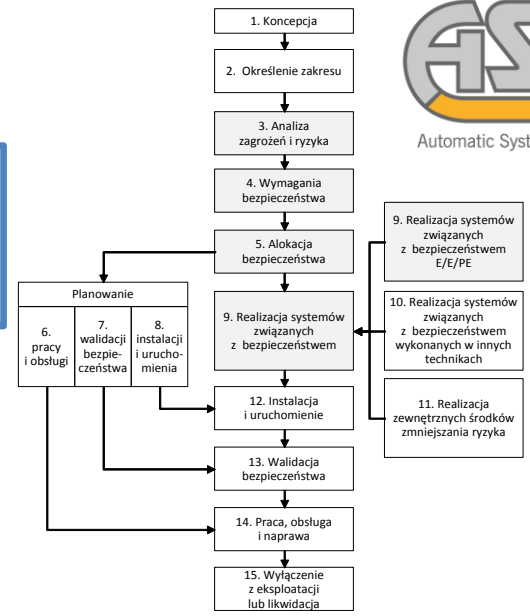 1. Koncepcja
2. Określenie zakresu
3. Analiza
zagrożeń i ryzyka
4. Wymagania
bezpieczeństwa
5. Alokacja
bezpieczeństwa
Planowanie
6.
pracy
i obsługi
7.
walidacji
bezpie-
czeństwa
8.
instalacji
i urucho-
mienia
9. Realizacja systemów
związanych
z bezpieczeństwem
9. Realizacja systemów
związanych
z bezpieczeństwem
E/E/PE
10. Realizacja systemów
związanych
z bezpieczeństwem
wykonanych w innych
technikach
11. Realizacja
zewnętrznych środków
zmniejszania ryzyka
12. Instalacja
i uruchomienie
13. Walidacja
bezpieczeństwa
14. Praca, obsługa
i naprawa
15. Wyłączenie
z eksploatacji
lub likwidacja
AS
Automatic Syst